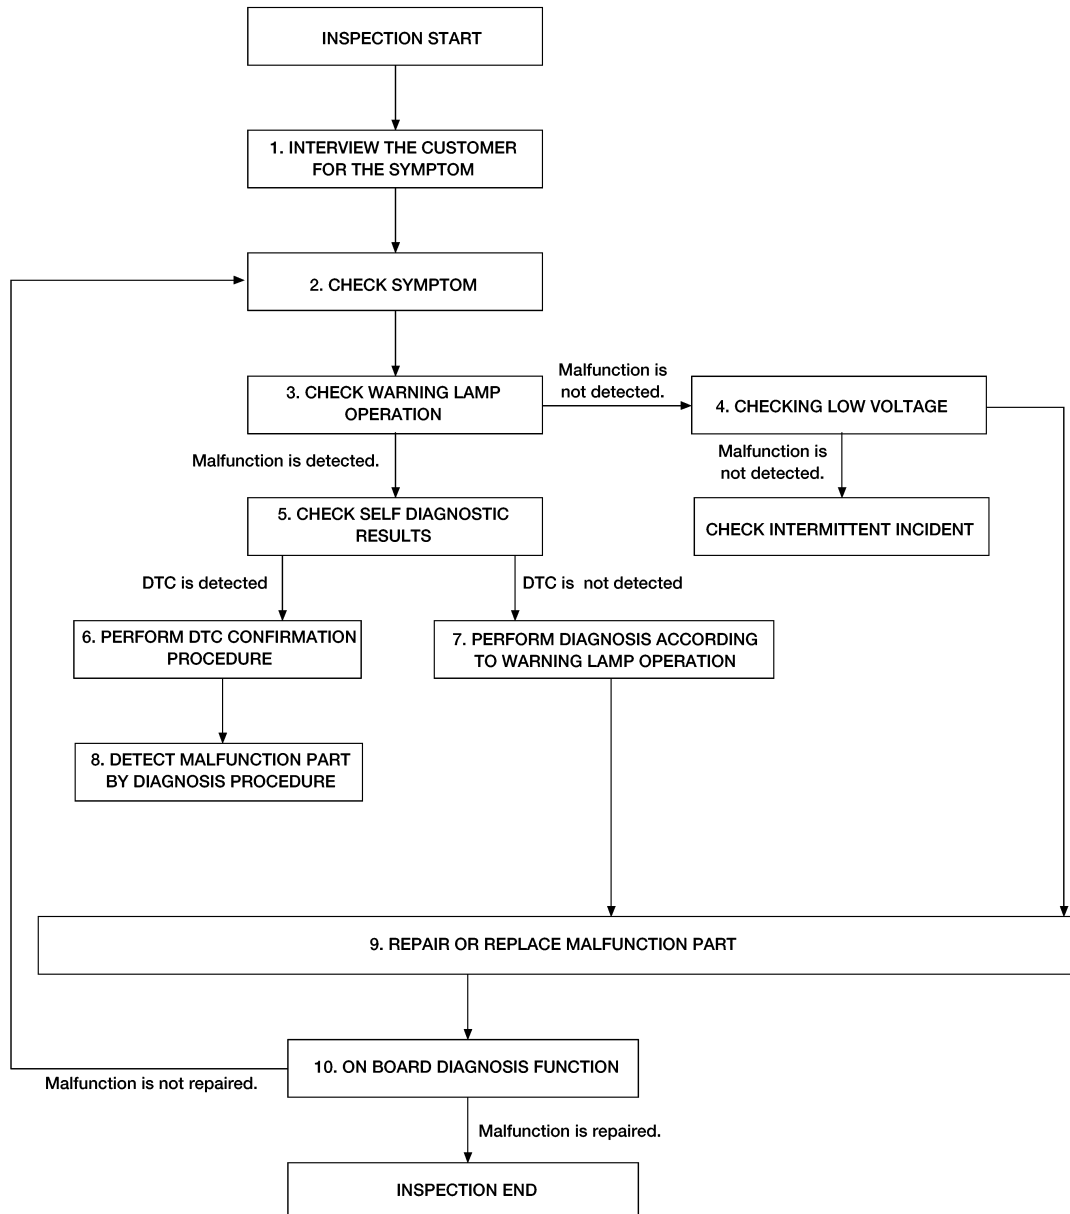 INSPECTION START
1. INTERVIEW THE CUSTOMER
FOR THE SYMPTOM
2. CHECK SYMPTOM
3. CHECK WARNING LAMP
OPERATION
Malfunction is
not detected.
4. CHECKING LOW VOLTAGE
Malfunction is detected.
Malfunction is
not detected.
5. CHECK SELF DIAGNOSTIC
RESULTS
CHECK INTERMITTENT INCIDENT
DTC is detected
DTC is  not detected
6. PERFORM DTC CONFIRMATION
PROCEDURE
7. PERFORM DIAGNOSIS ACCORDING
TO WARNING LAMP OPERATION
8. DETECT MALFUNCTION PART
BY DIAGNOSIS PROCEDURE
9. REPAIR OR REPLACE MALFUNCTION PART
10. ON BOARD DIAGNOSIS FUNCTION
Malfunction is not repaired.
Malfunction is repaired.
INSPECTION END